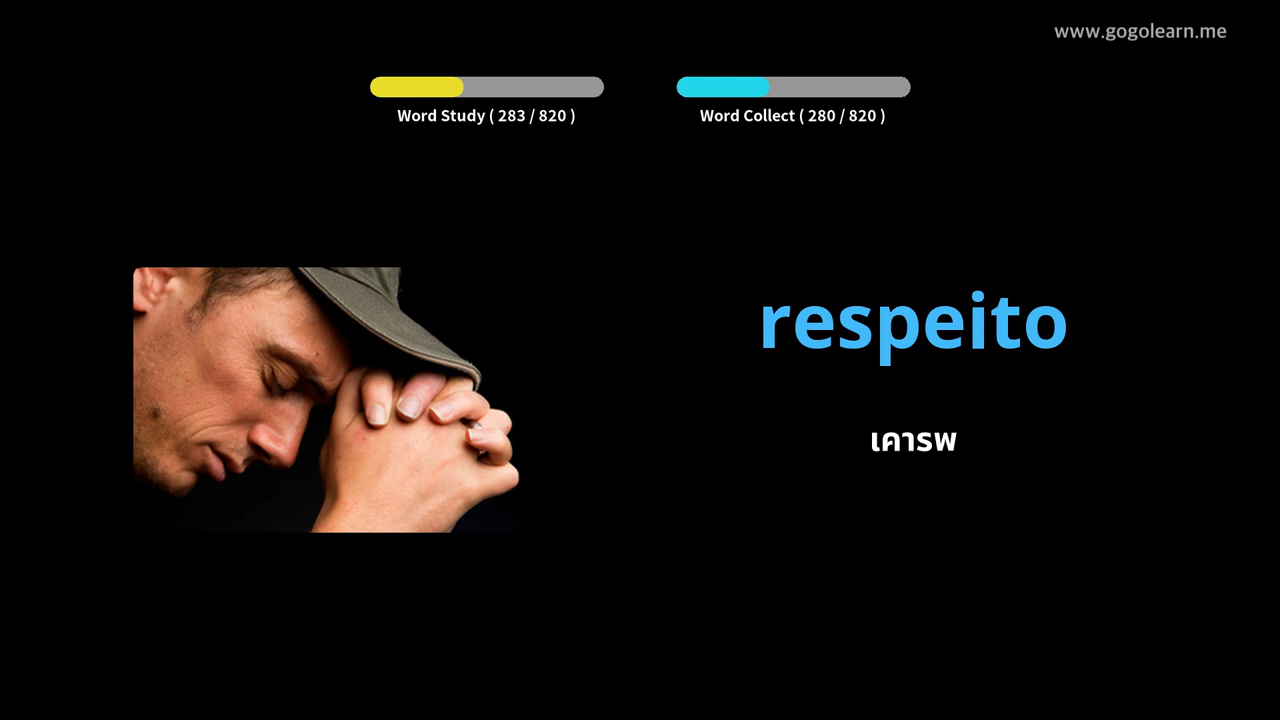 www.gogolearn.me
Word Study ( 283 / 820 )
Word Collect ( 280 / 820 )
respeito
เคารพ